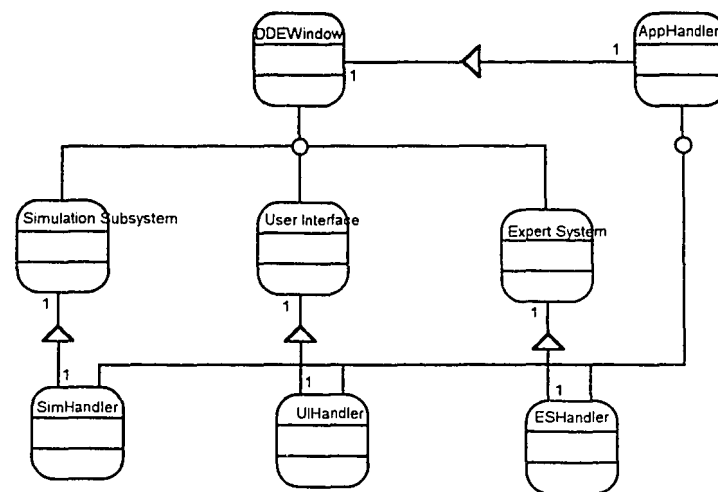 DDEWindow
AppHandler
1
1
Simulation Subsystem
User Interface
Expert System
1
1
1
1
1
1
SimHandler
UIHandler
ESHandler